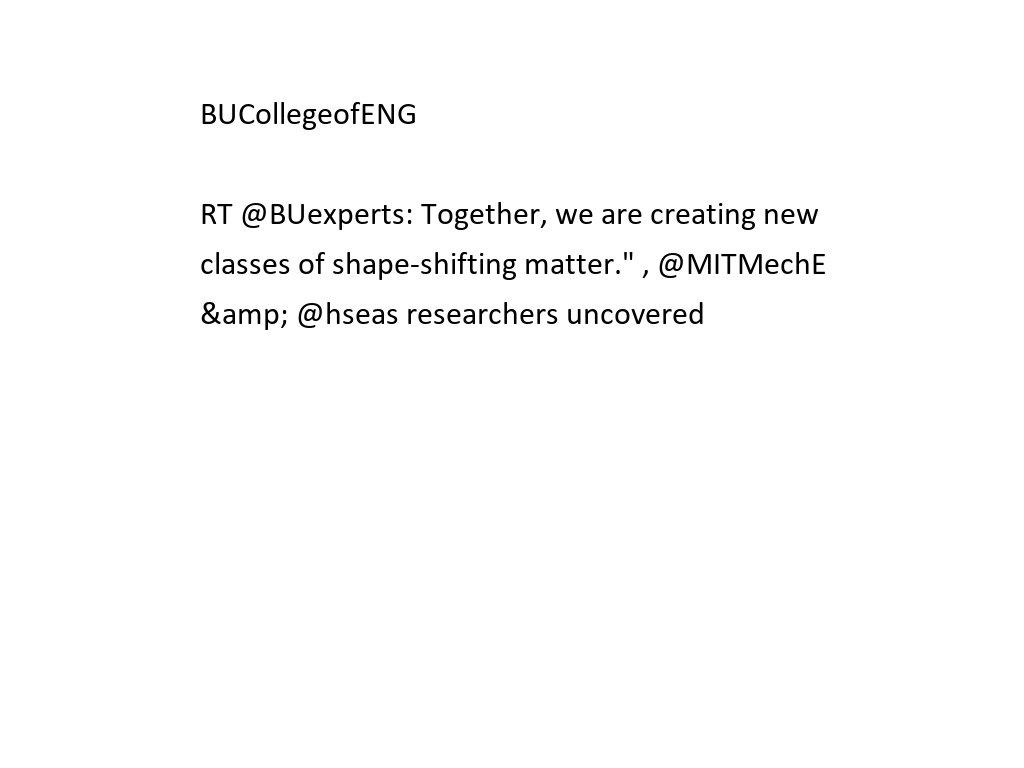 BUCollegeofENG
RT @BUexperts: Together, we are creating new
classes of shape-shifting matter." , @MITMechE
&amp; @hseas researchers uncovered